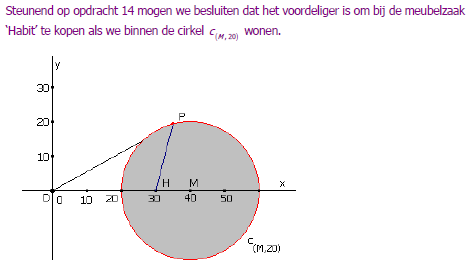 Steunend op opdracht 14 mogen we besluiten dat het voordeliger is om bij de meubelzaak
'Habit' te kopen als we binnen de cirkel c(M, 20) wonen.
y
30
20
P
10
H M x
D 0 10 20 30 40 50
c(M,20)